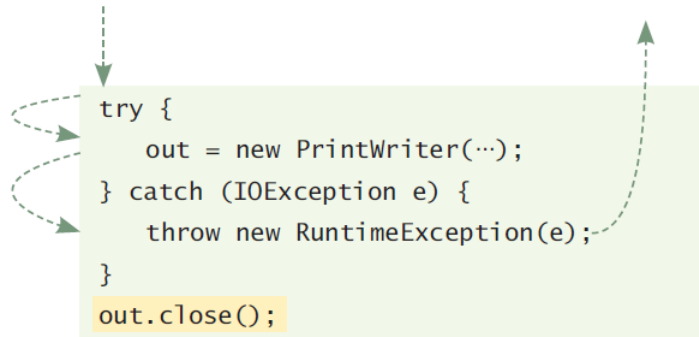 try {
out = new PrintWriter(⋯);
} catch (IOException e) {
throw new RuntimeException(e);
}
out.close();